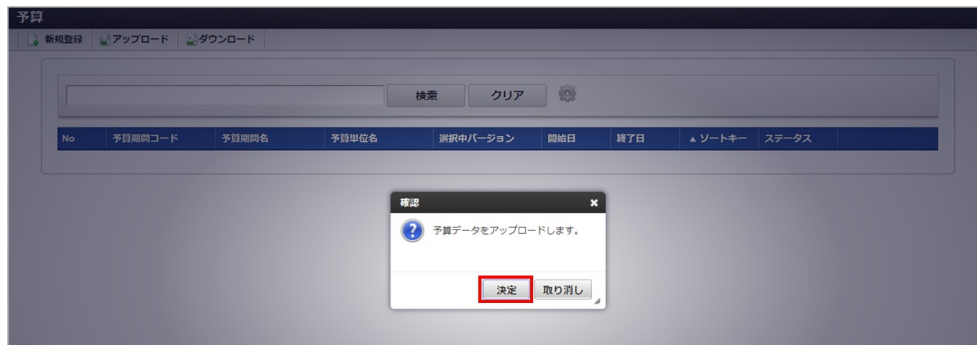 予算
新規登録 アップロード ダウンロード
検索 クリア
No 予算期間コード 予算期間名 予算単位名 選択中バージョン 開始日 終了日 ▲ ソートキー ステータス
確認
予算データをアップロードします。
決定 取り消し